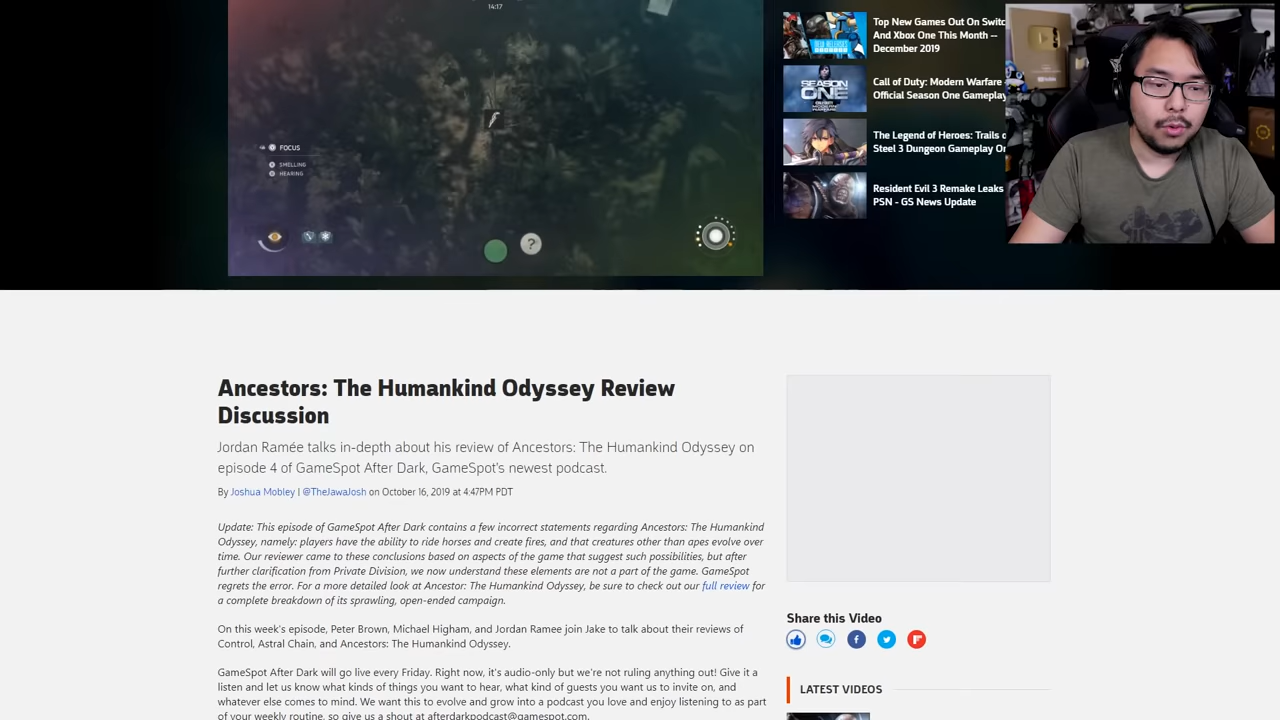 14:17
FOCUS
SMELLING
HEARING
?
Top New Games Out On Switc
And Xbox One This Month --
December 2019
SEASON
ONE
Call of Duty: Modern Warfare
Official Season One Gameplay
The Legend of Heroes: Trails o
Steel 3 Dungeon Gameplay On
Resident Evil 3 Remake Leaks
PSN - GS News Update
Ancestors: The Humankind Odyssey Review
Discussion
Jordan Ramée talks in-depth about his review of Ancestors: The Humankind Odyssey on
episode 4 of GameSpot After Dark, GameSpot's newest podcast.
By Joshua Mobley | @TheJawaJosh on October 16, 2019 at 4:47PM PDT
Update: This episode of GameSpot After Dark contains a few incorrect statements regarding Ancestors: The Humankind
Odyssey, namely: players have the ability to ride horses and create fires, and that creatures other than apes evolve over
time. Our reviewer came to these conclusions based on aspects of the game that suggest such possibilities, but after
further clarification from Private Division, we now understand these elements are not a part of the game. GameSpot
regrets the error. For a more detailed look at Ancestor: The Humankind Odyssey, be sure to check out our full review for
a complete breakdown of its sprawling, open-ended campaign.
On this week's episode, Peter Brown, Michael Higham, and Jordan Ramee join Jake to talk about their reviews of
Control, Astral Chain, and Ancestors: The Humankind Odyssey.
GameSpot After Dark will go live every Friday. Right now, it's audio-only but we're not ruling anything out! Give it a
listen and let us know what kinds of things you want to hear, what kind of guests you want us to invite on, and
whatever else comes to mind. We want this to evolve and grow into a podcast you love and enjoy listening to as part
of your weekly routine, so give us a shout at afterdarkpodcast@gamespot.com.
Share this Video
LATEST VIDEOS